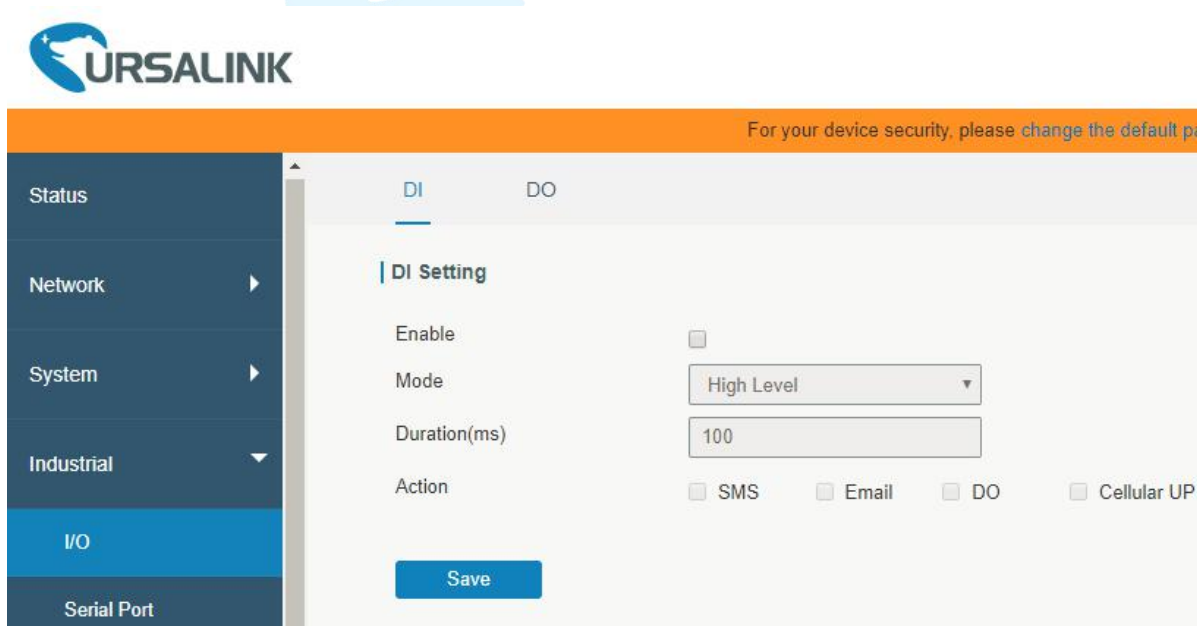 URSALINK
For your device security, please change the default
Status
DI DO
Network
DI Setting
Enable
System
Mode High Level
Duration(ms) 100
Industrial
Action SMS Email DO Cellular UP
I/O
Save
Serial Port